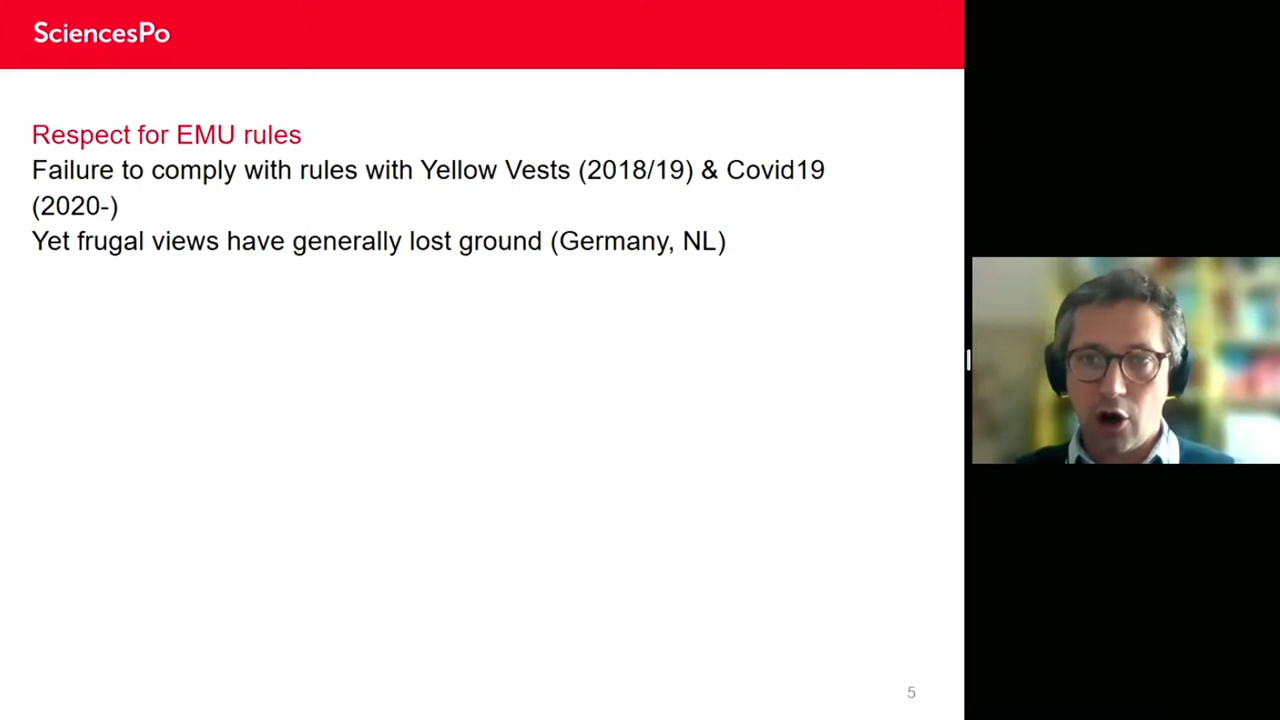 SciencesPo
Respect for EMU rules
Failure to comply with rules with Yellow Vests (2018/19) & Covid19
(2020-)
Yet frugal views have generally lost ground (Germany, NL)
5